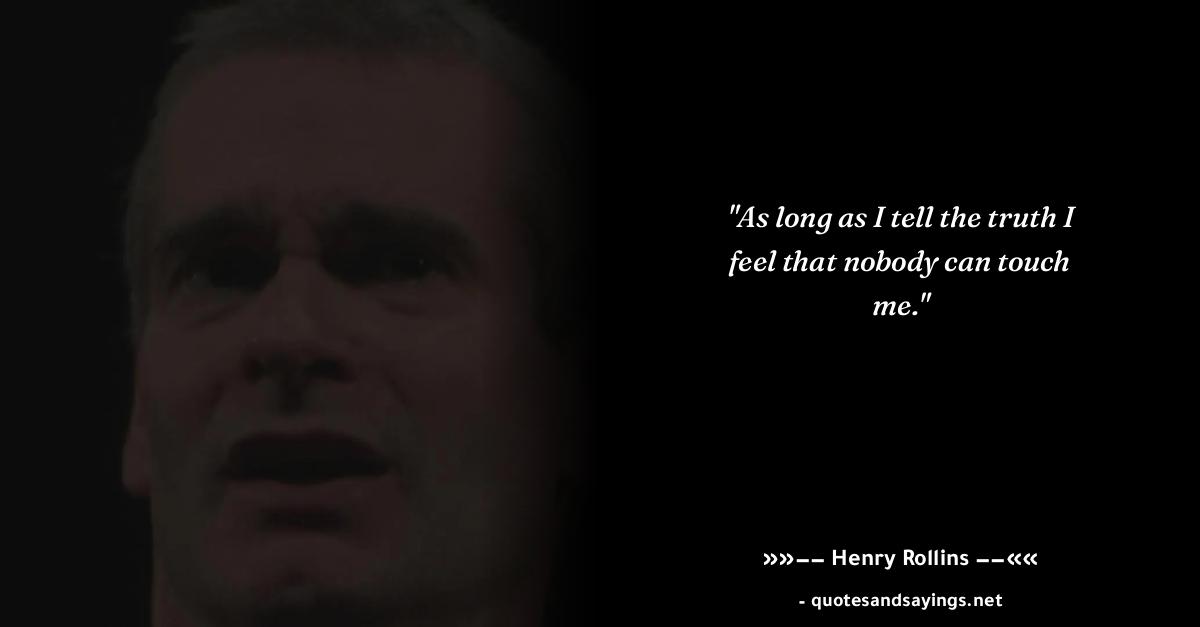 "As long as I tell the truth I
feel that nobody can touch
me."
»»−− Henry Rollins −−««
- quotesandsayings.net